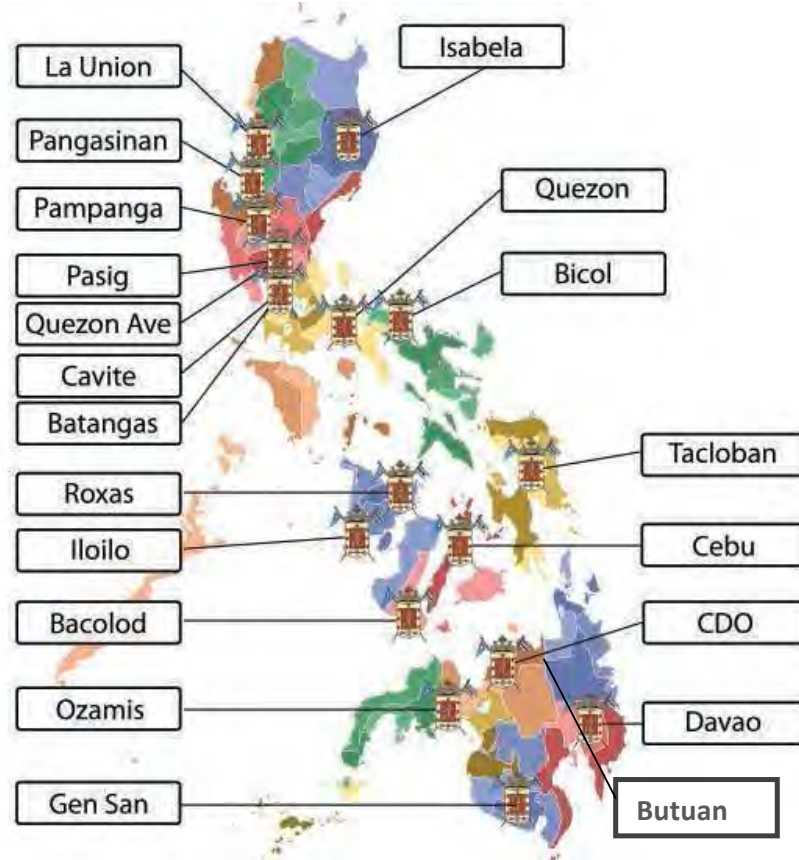 La Union
Isabela
Pangasinan
Quezon
Pampanga
Pasig
Bicol
Quezon Ave
Cavite
Batangas
Tacloban
Roxas
Iloilo
Cebu
Bacolod
CDO
Ozamis
Davao
Gen San
Butuan